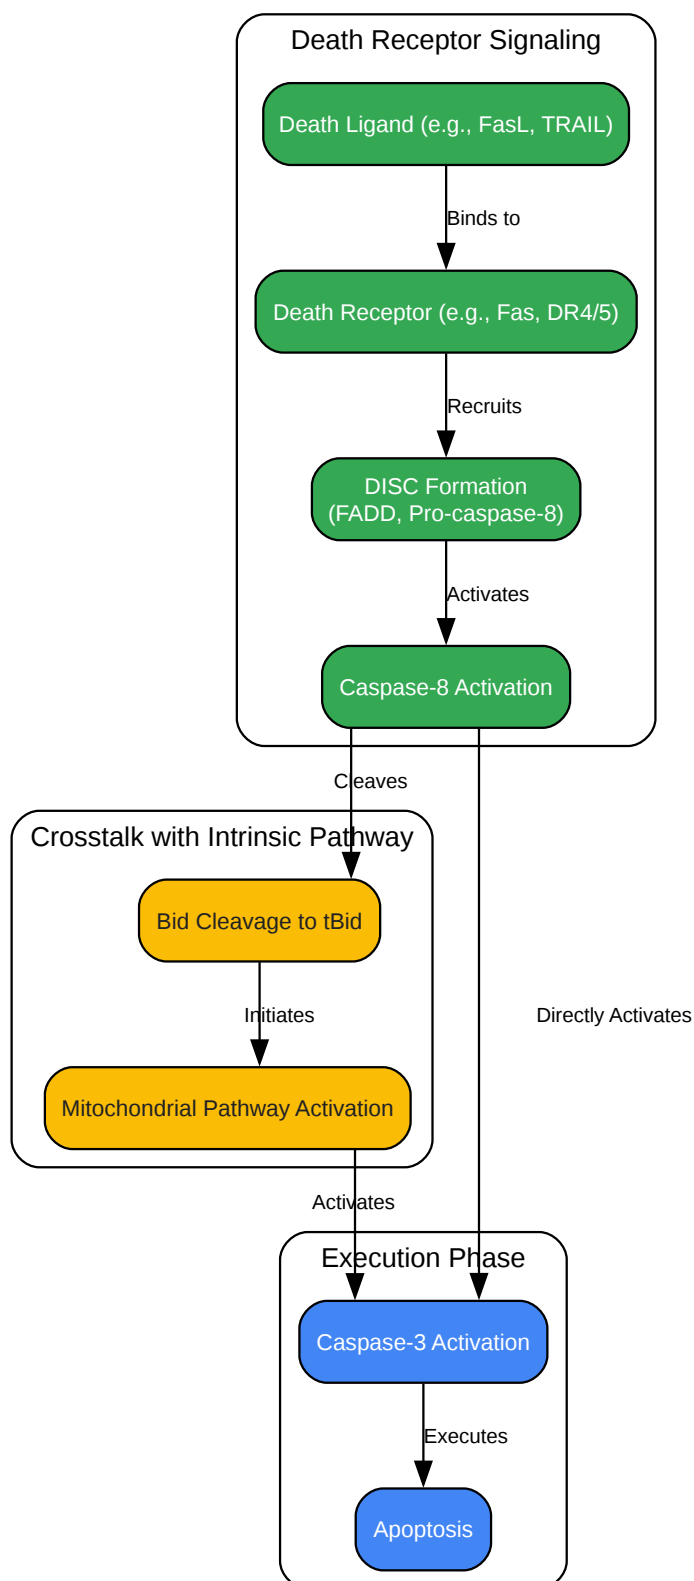 Death Receptor Signaling
Death Ligand (e.g., FasL, TRAIL)
Binds to
Death Receptor (e.g., Fas, DR4/5)
Recruits
DISC Formation
(FADD, Pro-caspase-8)
Activates
Caspase-8 Activation
Cleaves
Crosstalk with Intrinsic Pathway
Bid Cleavage to tBid
Initiates
Directly Activates
Mitochondrial Pathway Activation
Activates
Execution Phase
Caspase-3 Activation
Executes
Apoptosis